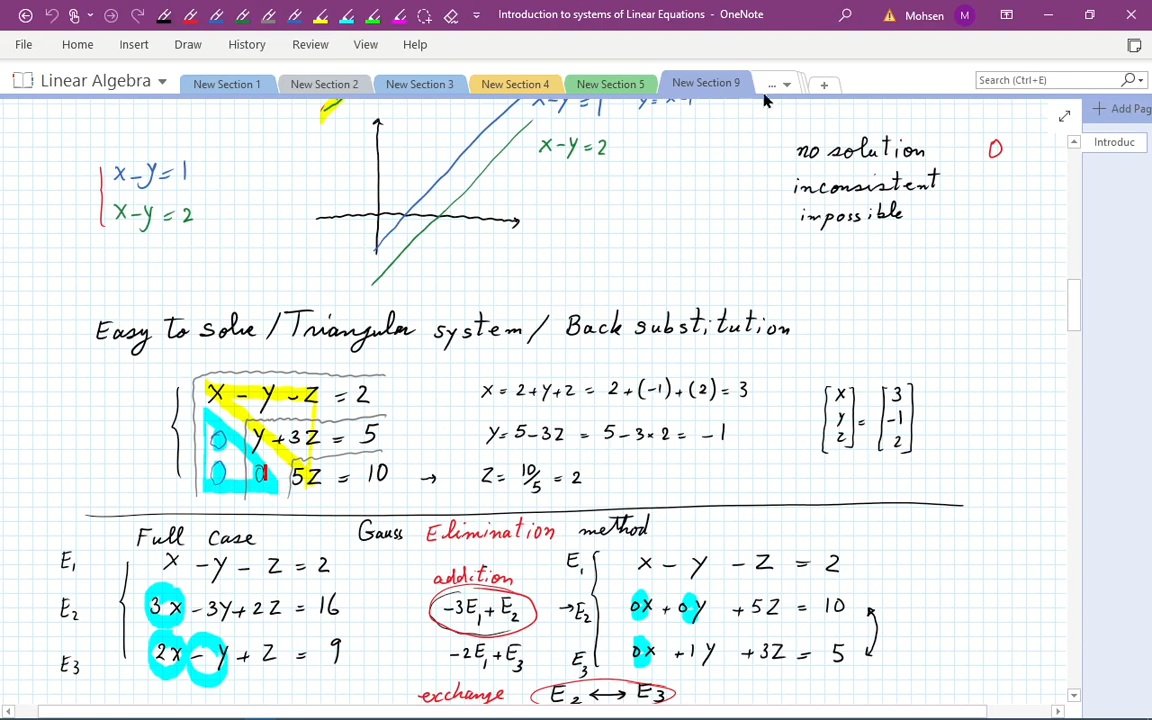 Introduction to systems of Linear Equations - OneNote
Mohsen M
File Home Insert Draw History Review View Help
Linear Algebra New Section 1 New Section 2 New Section 3 New Section 4 New Section 5 New Section 9 ... + Search (Ctrl+E)
+ Add Pag
Introduc
x-y=1
x-y=2
x-y=1
x-y=2
no solution 0
inconsistent
impossible
Easy to solve / Triangular system / Back substitution
x - y - z = 2
0 y + 3z = 5
0 0 5z = 10 →
x = 2+y+z = 2+(-1)+(2) = 3
y = 5-3z = 5-3×2 = -1
z = 10/5 = 2
[x y z] = [3 -1 2]
Full case Gauss Elimination method
E1 x - y - z = 2
E2 3x - 3y + 2z = 16
E3 2x - y + z = 9
addition
-3E1 + E2
-2E1 + E3
E1 x - y - z = 2
→E2 0x + 0y + 5z = 10
E3 0x + 1y + 3z = 5
exchange E2 ↔ E3